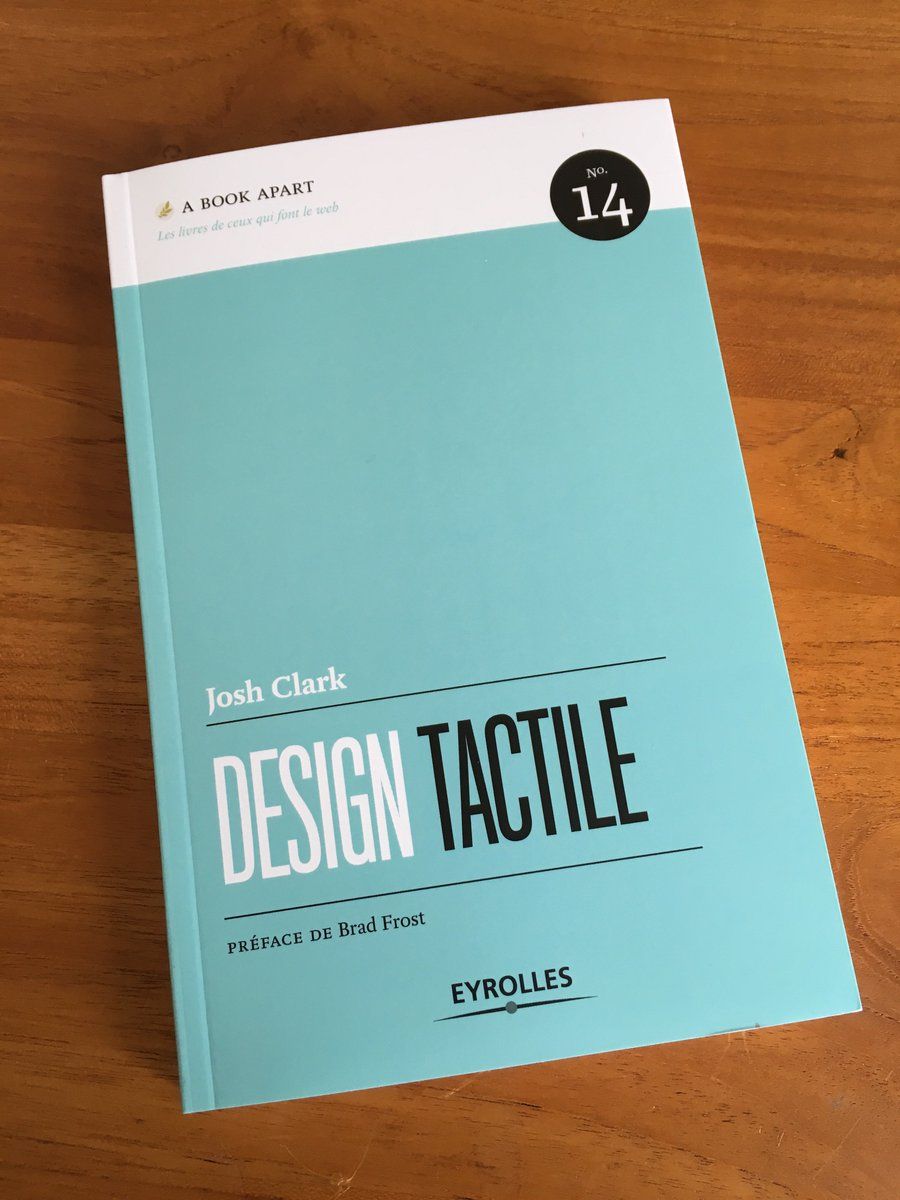 A BOOK APART
Les livres de ceux qui font le web
No.
14
Josh Clark
DESIGN TACTILE
PRÉFACE DE Brad Frost
EYROLLES